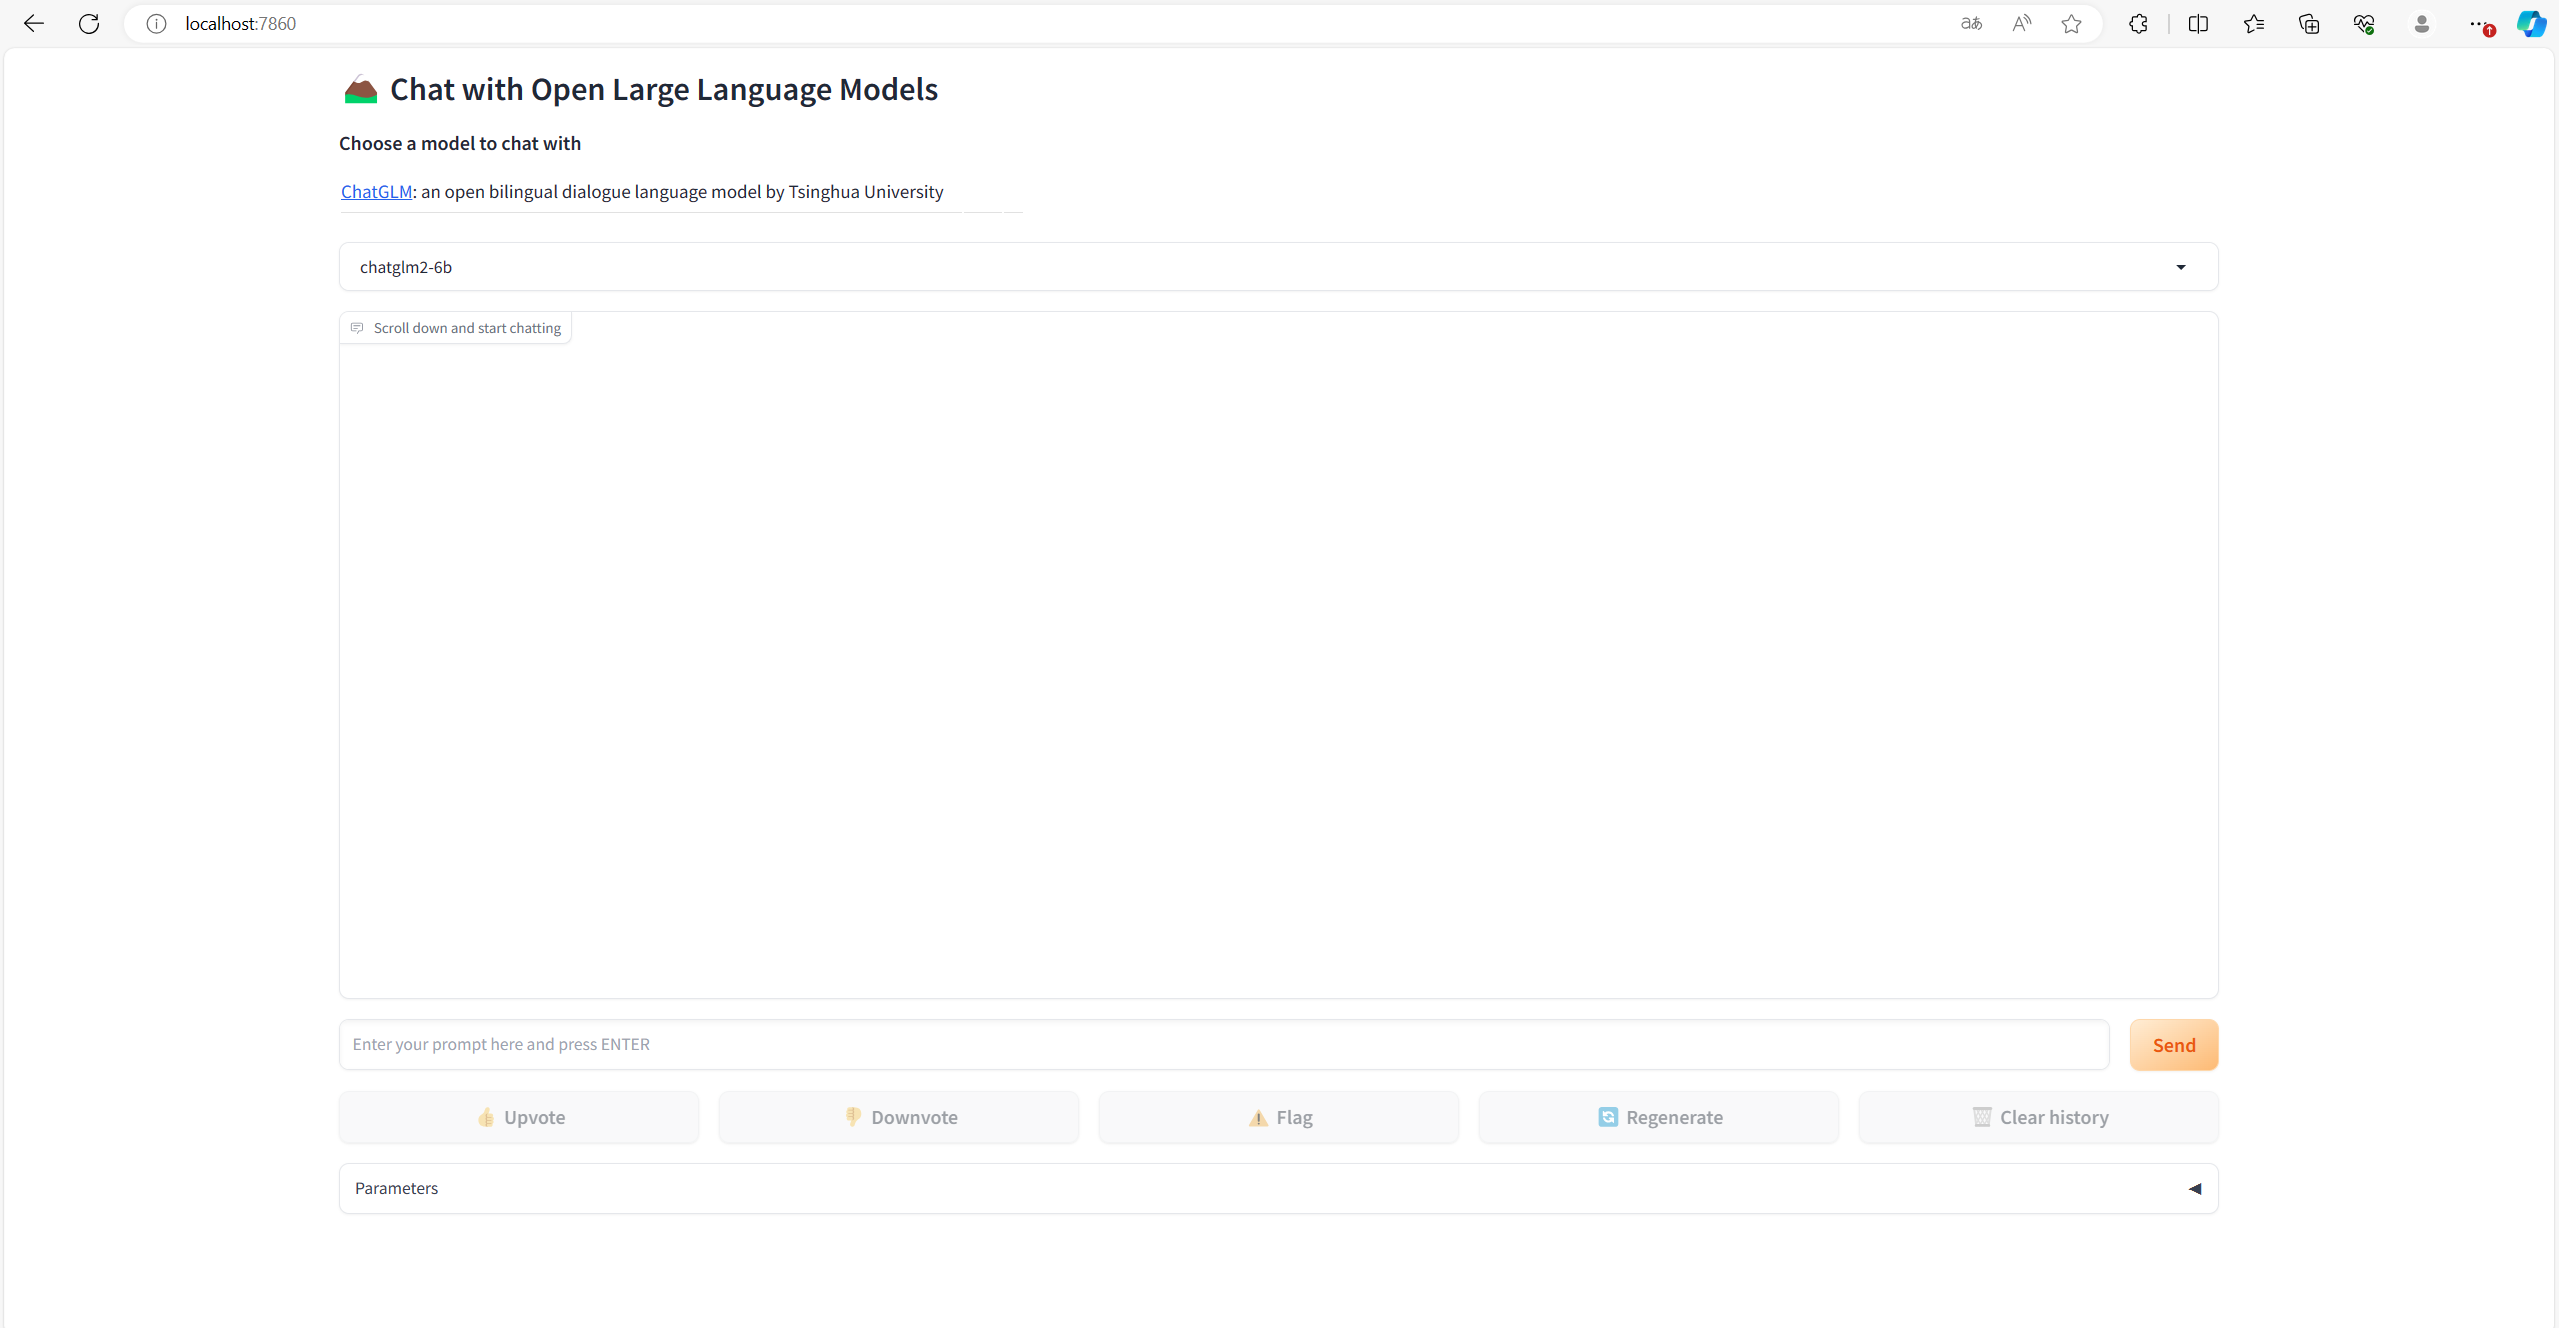 localhost:7860
Chat with Open Large Language Models
Choose a model to chat with
ChatGLM: an open bilingual dialogue language model by Tsinghua University
chatglm2-6b
Scroll down and start chatting
Enter your prompt here and press ENTER
Send
Upvote
Downvote
Flag
Regenerate
Clear history
Parameters